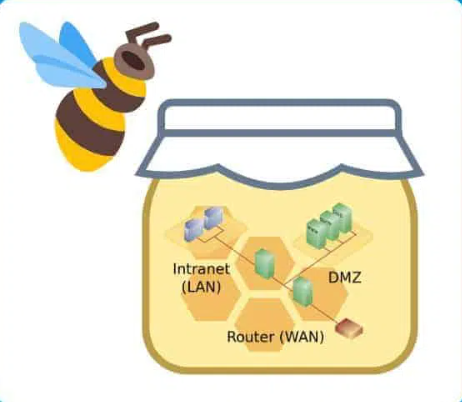 Intranet
(LAN)
DMZ
Router (WAN)